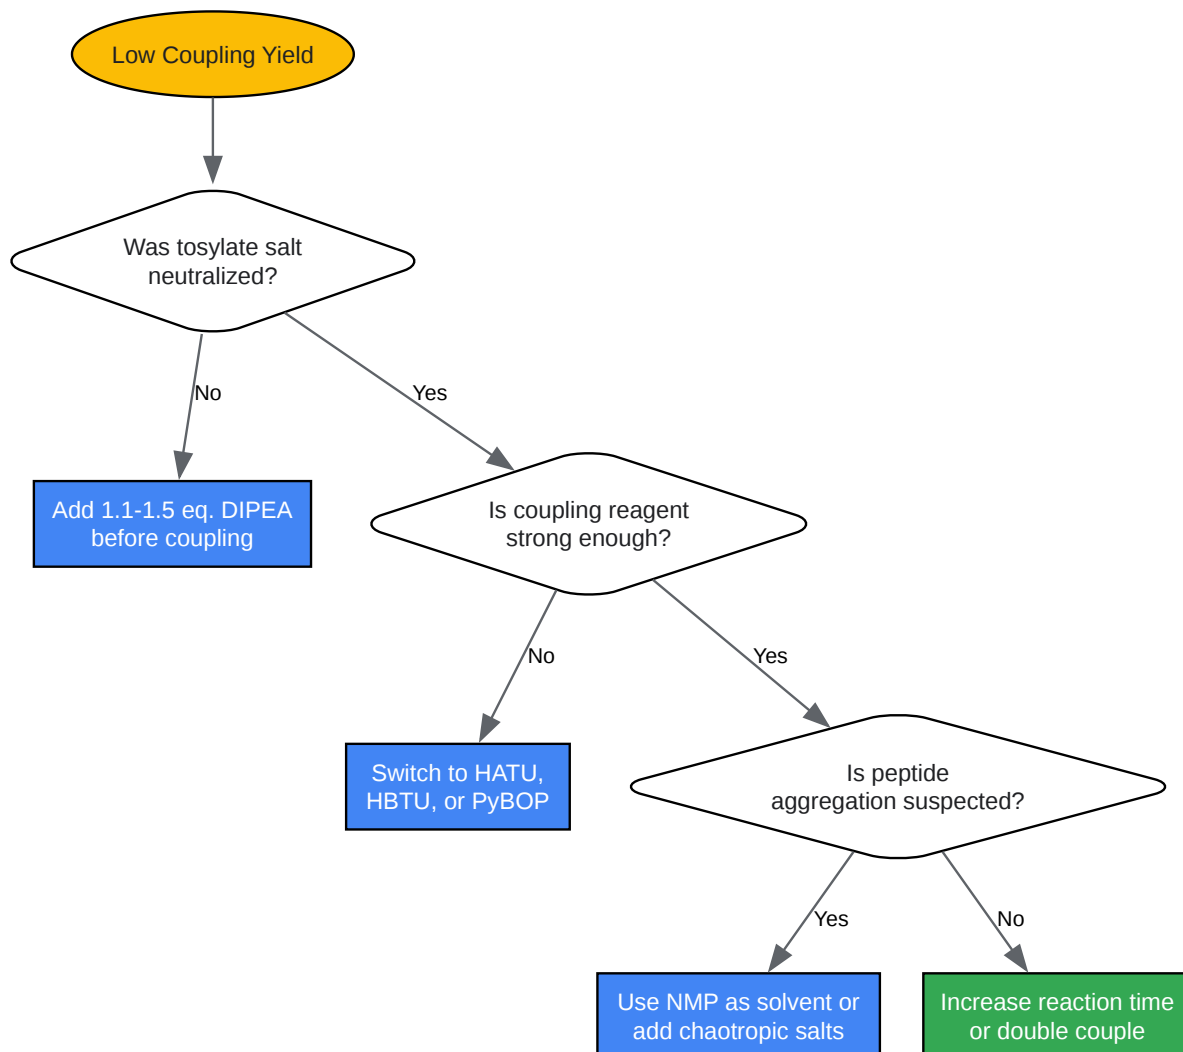 Low Coupling Yield
Was tosylate salt
neutralized?
No
Yes
Add 1.1-1.5 eq. DIPEA
before coupling
Is coupling reagent
strong enough?
No
Yes
Switch to HATU,
HBTU, or PyBOP
Is peptide
aggregation suspected?
Yes
No
Use NMP as solvent or
add chaotropic salts
Increase reaction time
or double couple